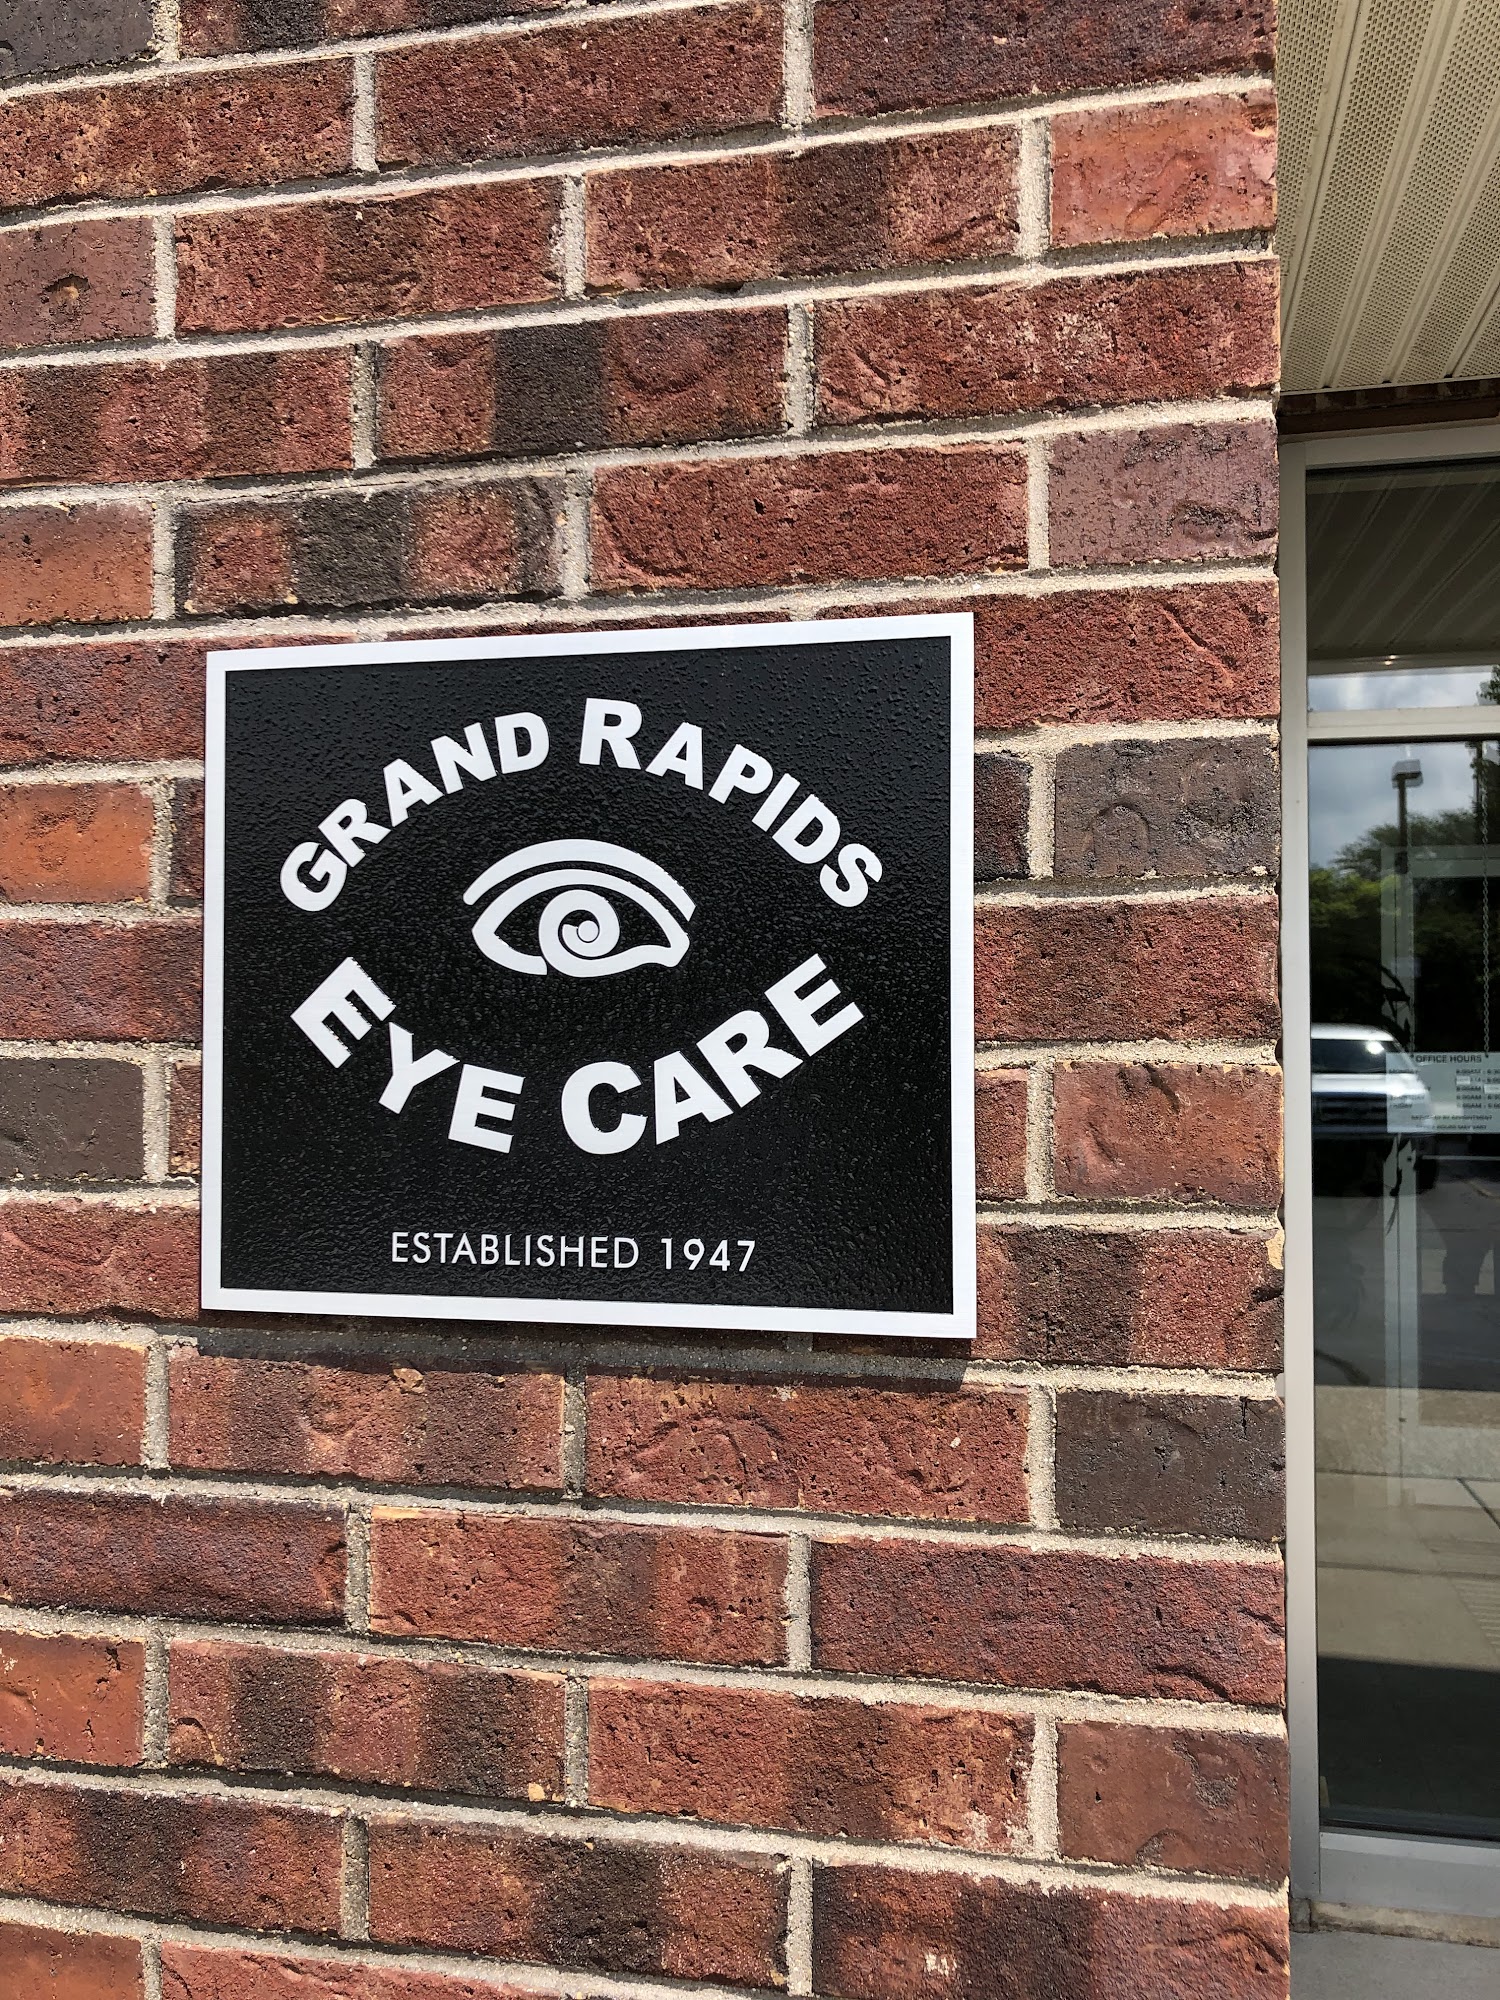 GRAND RAPIDS
EYE CARE
ESTABLISHED 1947
OFFICE HOURS